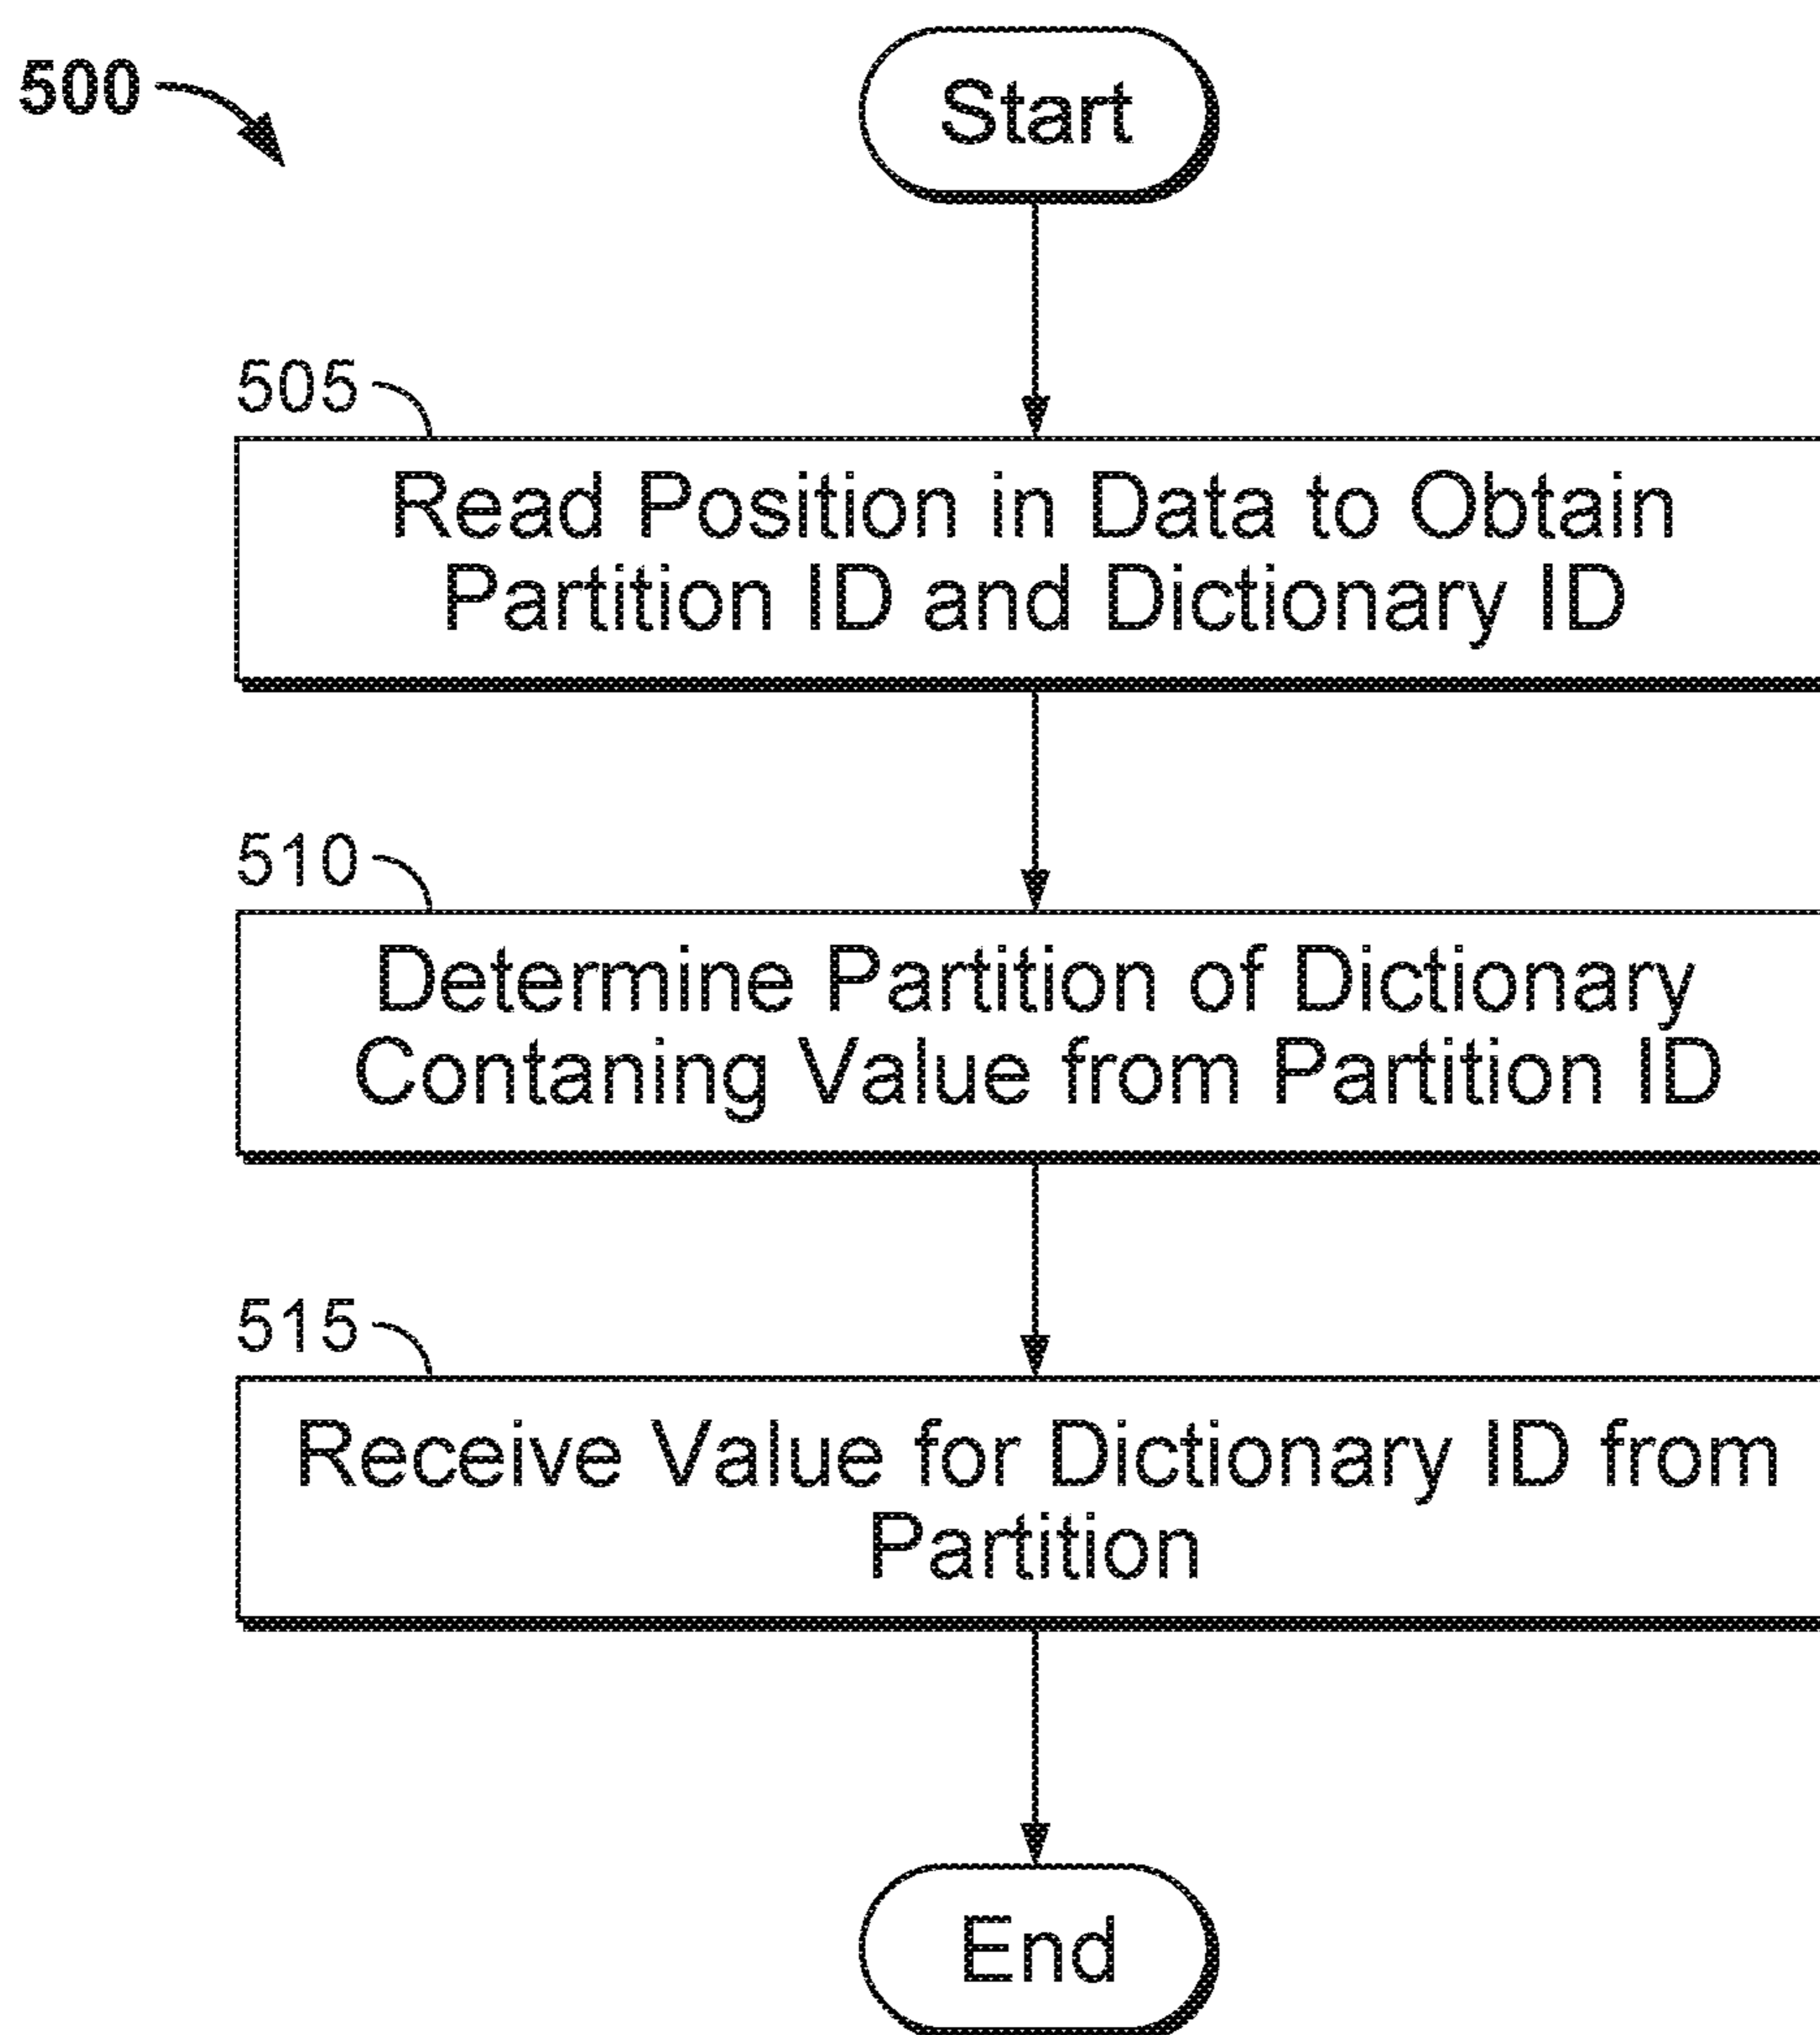 500
Start
505
Read Position in Data to Obtain
Partition ID and Dictionary ID
510
Determine Partition of Dictionary
Contaning Value from Partition ID
515
Receive Value for Dictionary ID from
Partition
End